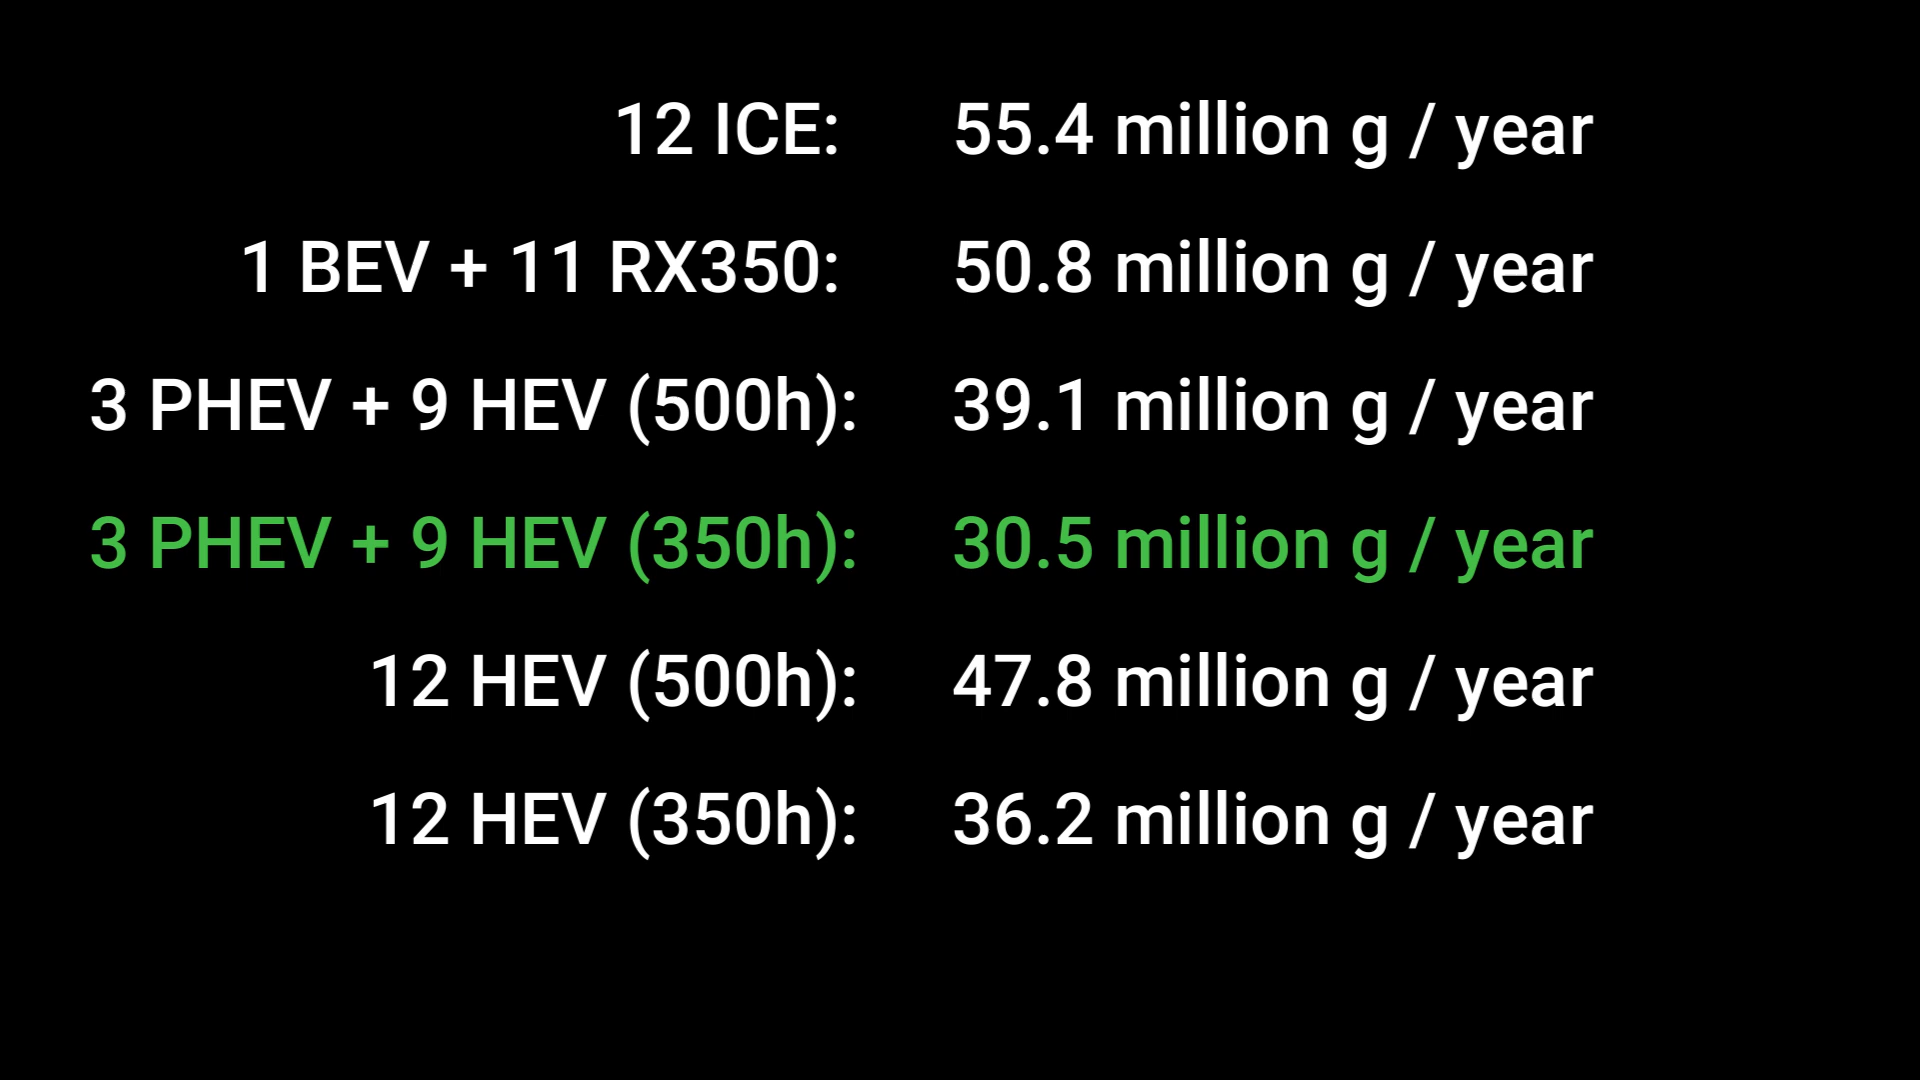 12 ICE: 55.4 million g / year
1 BEV + 11 RX350: 50.8 million g / year
3 PHEV + 9 HEV (500h): 39.1 million g / year
3 PHEV + 9 HEV (350h): 30.5 million g / year
12 HEV (500h): 47.8 million g / year
12 HEV (350h): 36.2 million g / year